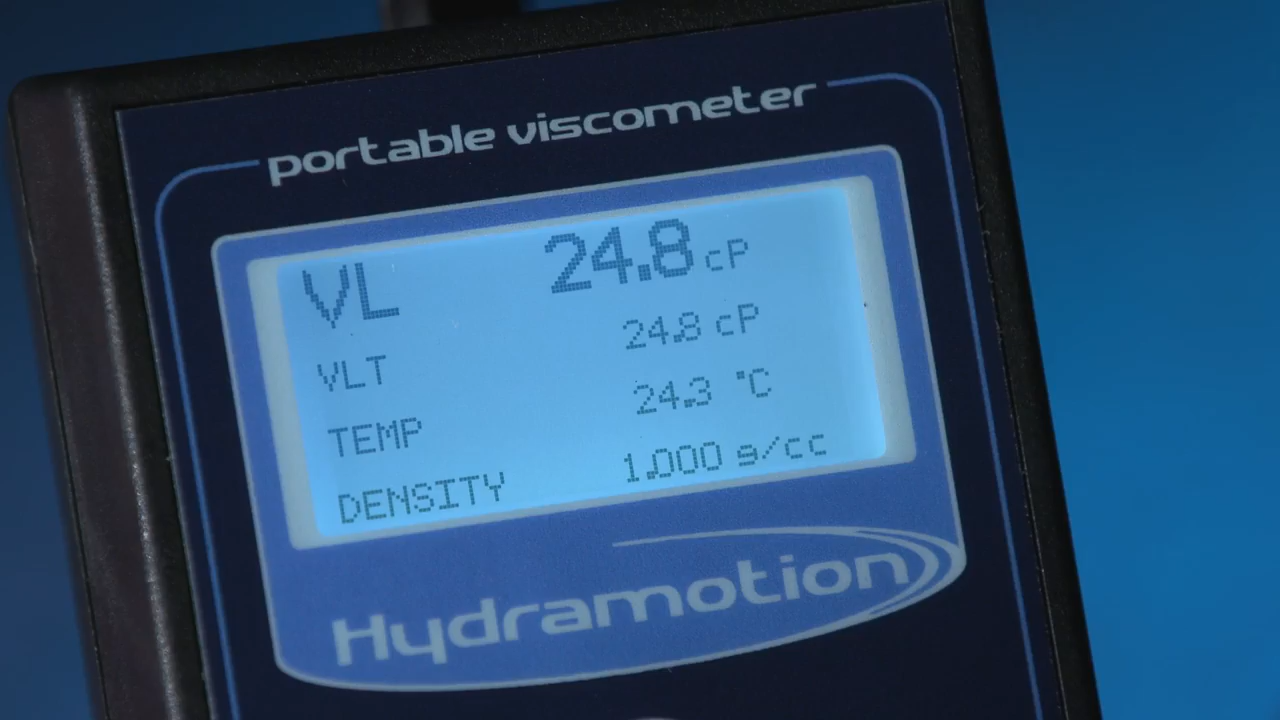 portable viscometer
VL 24.8 cP
VLT 24.8 cP
TEMP 24.3 °C
DENSITY 1.000 g/cc
Hydramotion